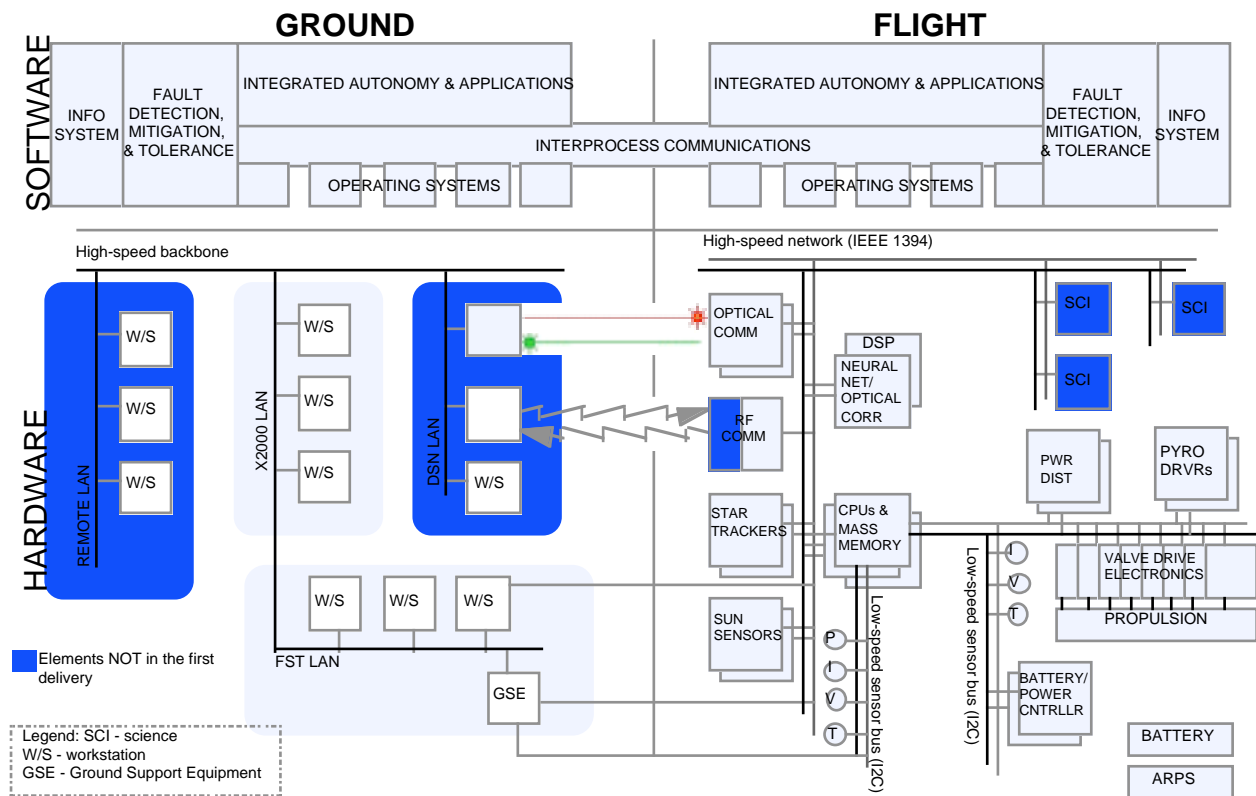 GROUND
FLIGHT
SOFTWARE
INFO
SYSTEM
FAULT
DETECTION,
MITIGATION,
& TOLERANCE
INTEGRATED AUTONOMY & APPLICATIONS
INTEGRATED AUTONOMY & APPLICATIONS
FAULT
DETECTION,
MITIGATION,
& TOLERANCE
INFO
SYSTEM
INTERPROCESS COMMUNICATIONS
OPERATING SYSTEMS
OPERATING SYSTEMS
HARDWARE
High-speed backbone
High-speed network (IEEE 1394)
REMOTE LAN
W/S
W/S
W/S
X2000 LAN
W/S
W/S
W/S
DSN LAN
W/S
OPTICAL
COMM
DSP
NEURAL
NET/
OPTICAL
CORR
SCI
SCI
SCI
RF
COMM
PWR
DIST
PYRO
DRVRs
STAR
TRACKERS
CPUs &
MASS
MEMORY
Low-speed sensor bus (I2C)
I
V
T
VALVE DRIVE
ELECTRONICS
PROPULSION
W/S
W/S
W/S
FST LAN
GSE
SUN
SENSORS
P
I
V
T
Low-speed sensor bus (I2C)
BATTERY/
POWER
CNTRLLR
BATTERY
ARPS
Elements NOT in the first
delivery
Legend: SCI - science
W/S - workstation
GSE - Ground Support Equipment